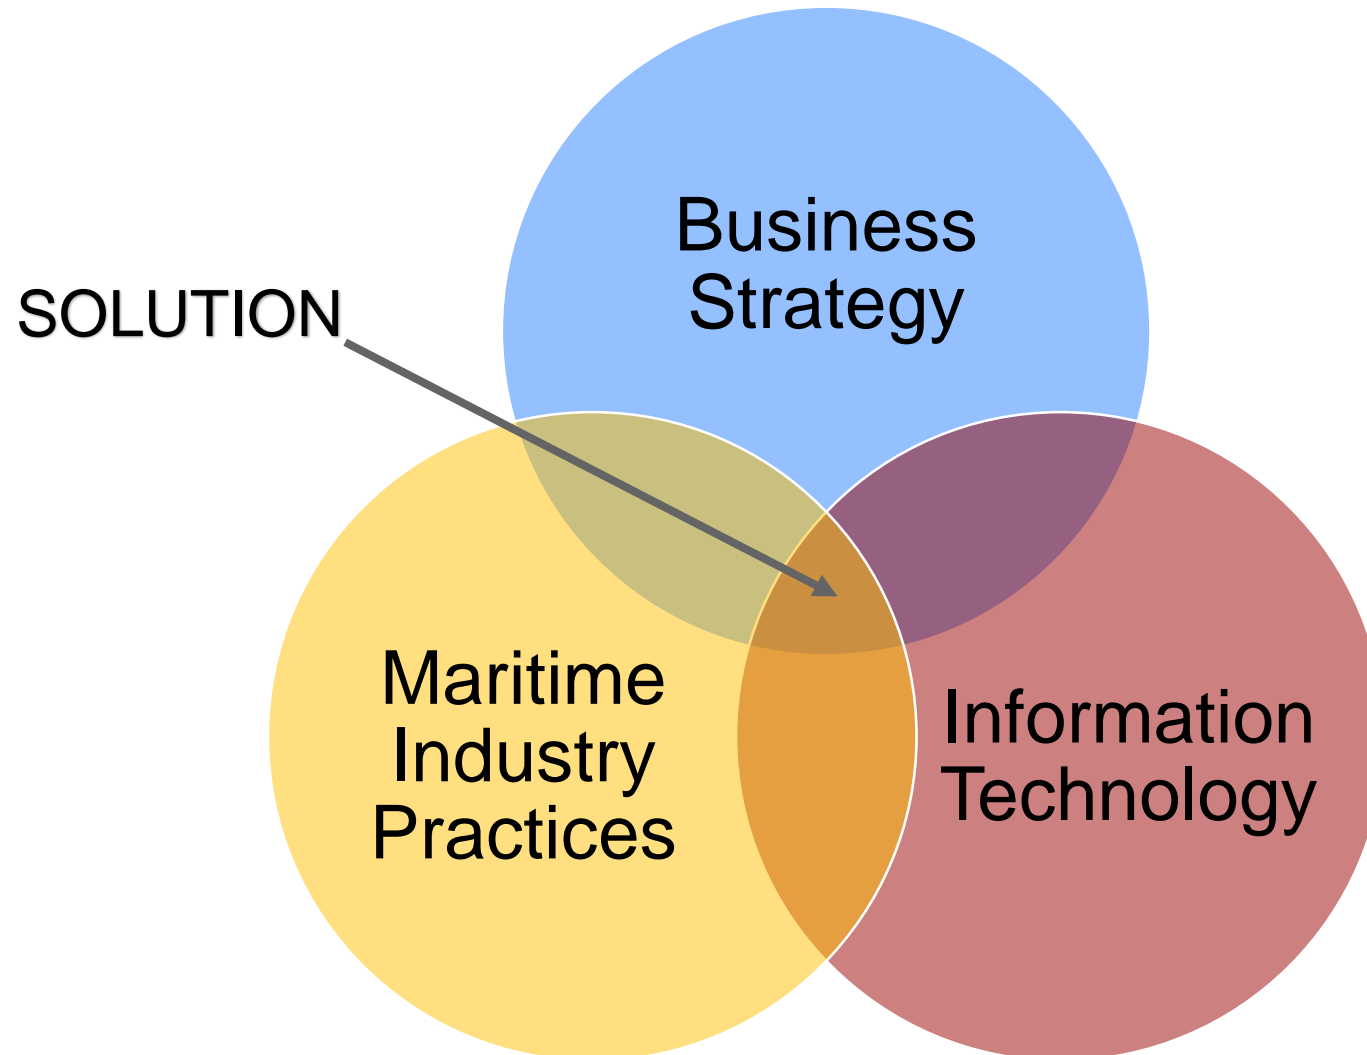 Business
Strategy
SOLUTION
Maritime
Industry
Practices
Information
Technology